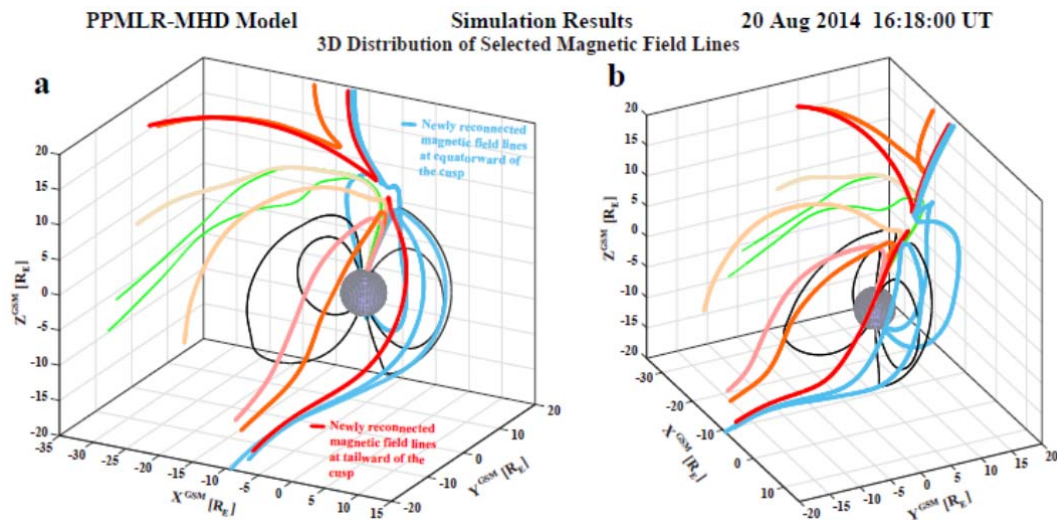 PPMLR-MHD Model Simulation Results 20 Aug 2014 16:18:00 UT
3D Distribution of Selected Magnetic Field Lines
a
b
Newly reconnected
magnetic field lines
at equatorward of
the cusp
Newly reconnected
magnetic field lines
at tailward of the
cusp
Z^GSM [R_E]
20
15
10
5
0
-5
-10
-15
-20
-35
-30
-25
-20
-15
-10
-5
0
5
10
15
X^GSM [R_E]
-20
-10
0
10
20
Y^GSM [R_E]
Z^GSM [R_E]
20
15
10
5
0
-5
-10
-15
-20
-30
-20
-10
0
10
X^GSM [R_E]
-20
-15
-10
-5
0
5
10
15
20
Y^GSM [R_E]